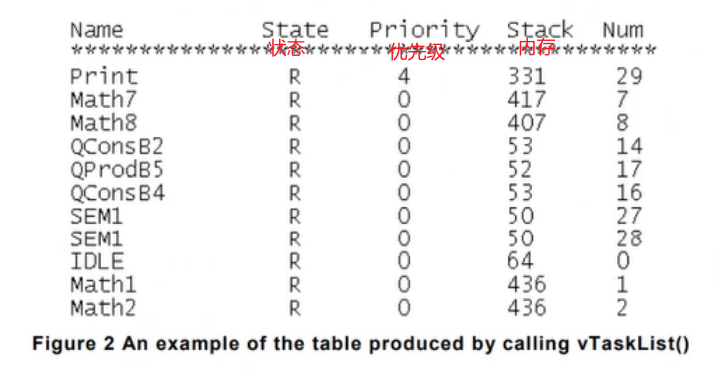 Name State Priority Stack Num
状态 优先级 内存
************************************************
Print R 4 331 29
Math7 R 0 417 7
Math8 R 0 407 8
QConsB2 R 0 53 14
QProdB5 R 0 52 17
QConsB4 R 0 53 16
SEM1 R 0 50 27
SEM1 R 0 50 28
IDLE R 0 64 0
Math1 R 0 436 1
Math2 R 0 436 2
Figure 2 An example of the table produced by calling vTaskList()